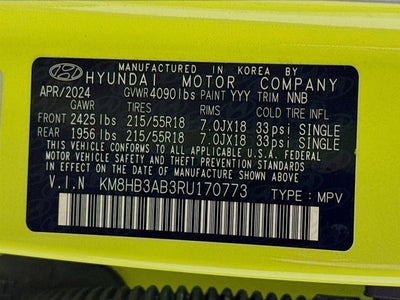 MANUFACTURED IN KOREA BY
HYUNDAI MOTOR COMPANY
APR/2024 GVWR 4090 lbs PAINT YYY TRIM NNB
GAWR TIRES RIMS COLD TIRE INFL
FRONT 2425 lbs 215/55R18 7.0JX18 33psi SINGLE
REAR 1956 lbs 215/55R18 7.0JX18 33psi SINGLE
THIS VEHICLE CONFORMS TO ALL APPLICABLE U.S. FEDERAL MOTOR
VEHICLE SAFETY AND THEFT PREVENTION STANDARDS
IN EFFECT ON THE DATE OF MANUFACTURE SHOWN ABOVE.
V.I.N KM8HB3AB3RU170773 TYPE : MPV